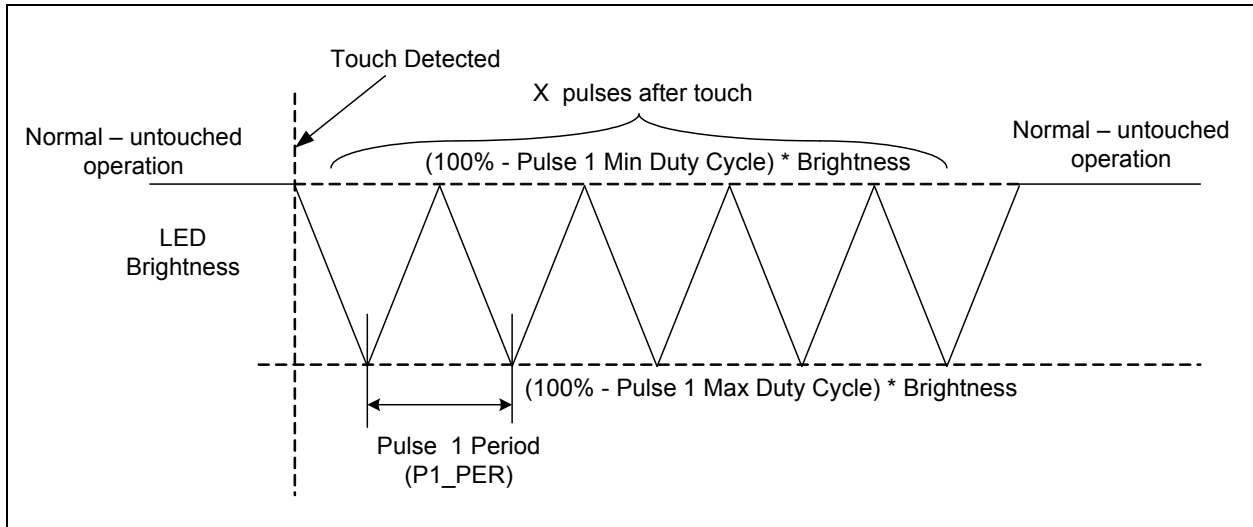 Touch Detected
X pulses after touch
Normal – untouched
operation
Normal – untouched
operation
(100% - Pulse 1 Min Duty Cycle) * Brightness
LED
Brightness
(100% - Pulse 1 Max Duty Cycle) * Brightness
Pulse 1 Period
(P1_PER)